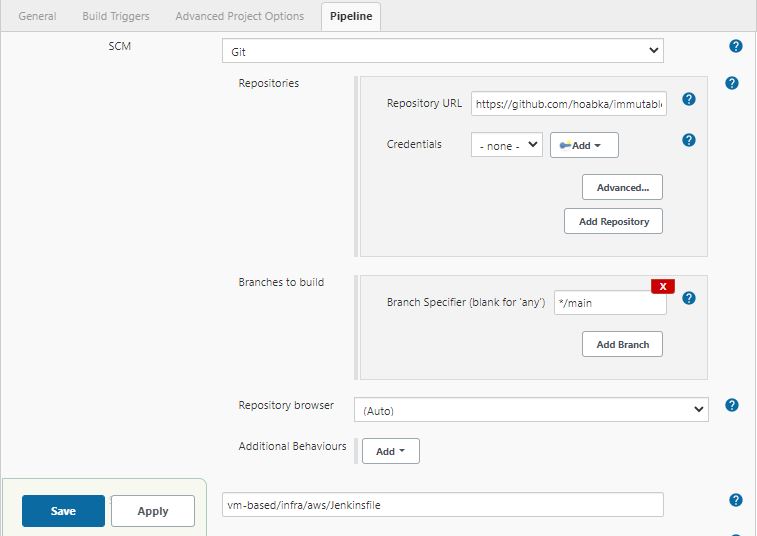 General Build Triggers Advanced Project Options Pipeline
SCM Git
Repositories
Repository URL https://github.com/hoabka/immutabl
Credentials - none - Add
Advanced...
Add Repository
Branches to build
X
Branch Specifier (blank for 'any') */main
Add Branch
Repository browser (Auto)
Additional Behaviours Add
Save Apply vm-based/infra/aws/Jenkinsfile